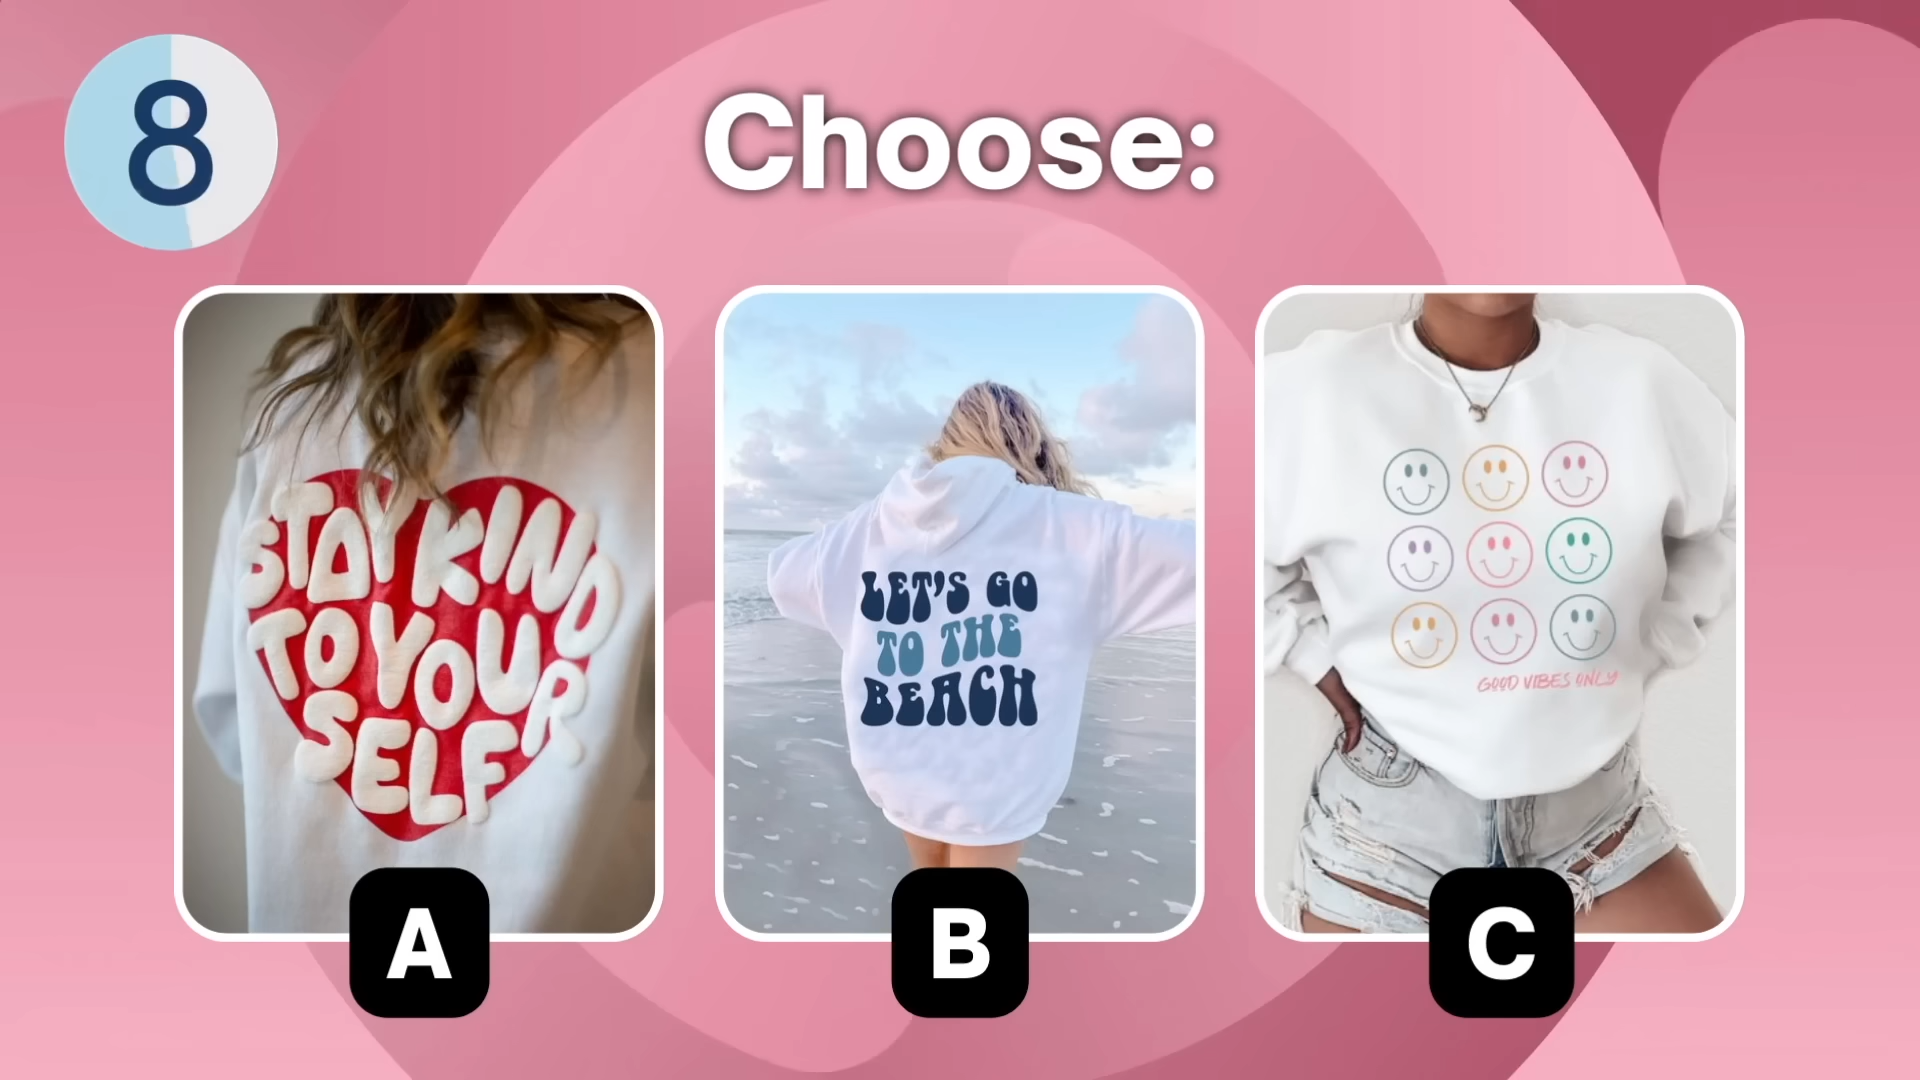 8
Choose:
STAY KIND
TO YOUR
SELF
A
LET'S GO
TO THE
BEACH
B
GOOD VIBES ONLY
C